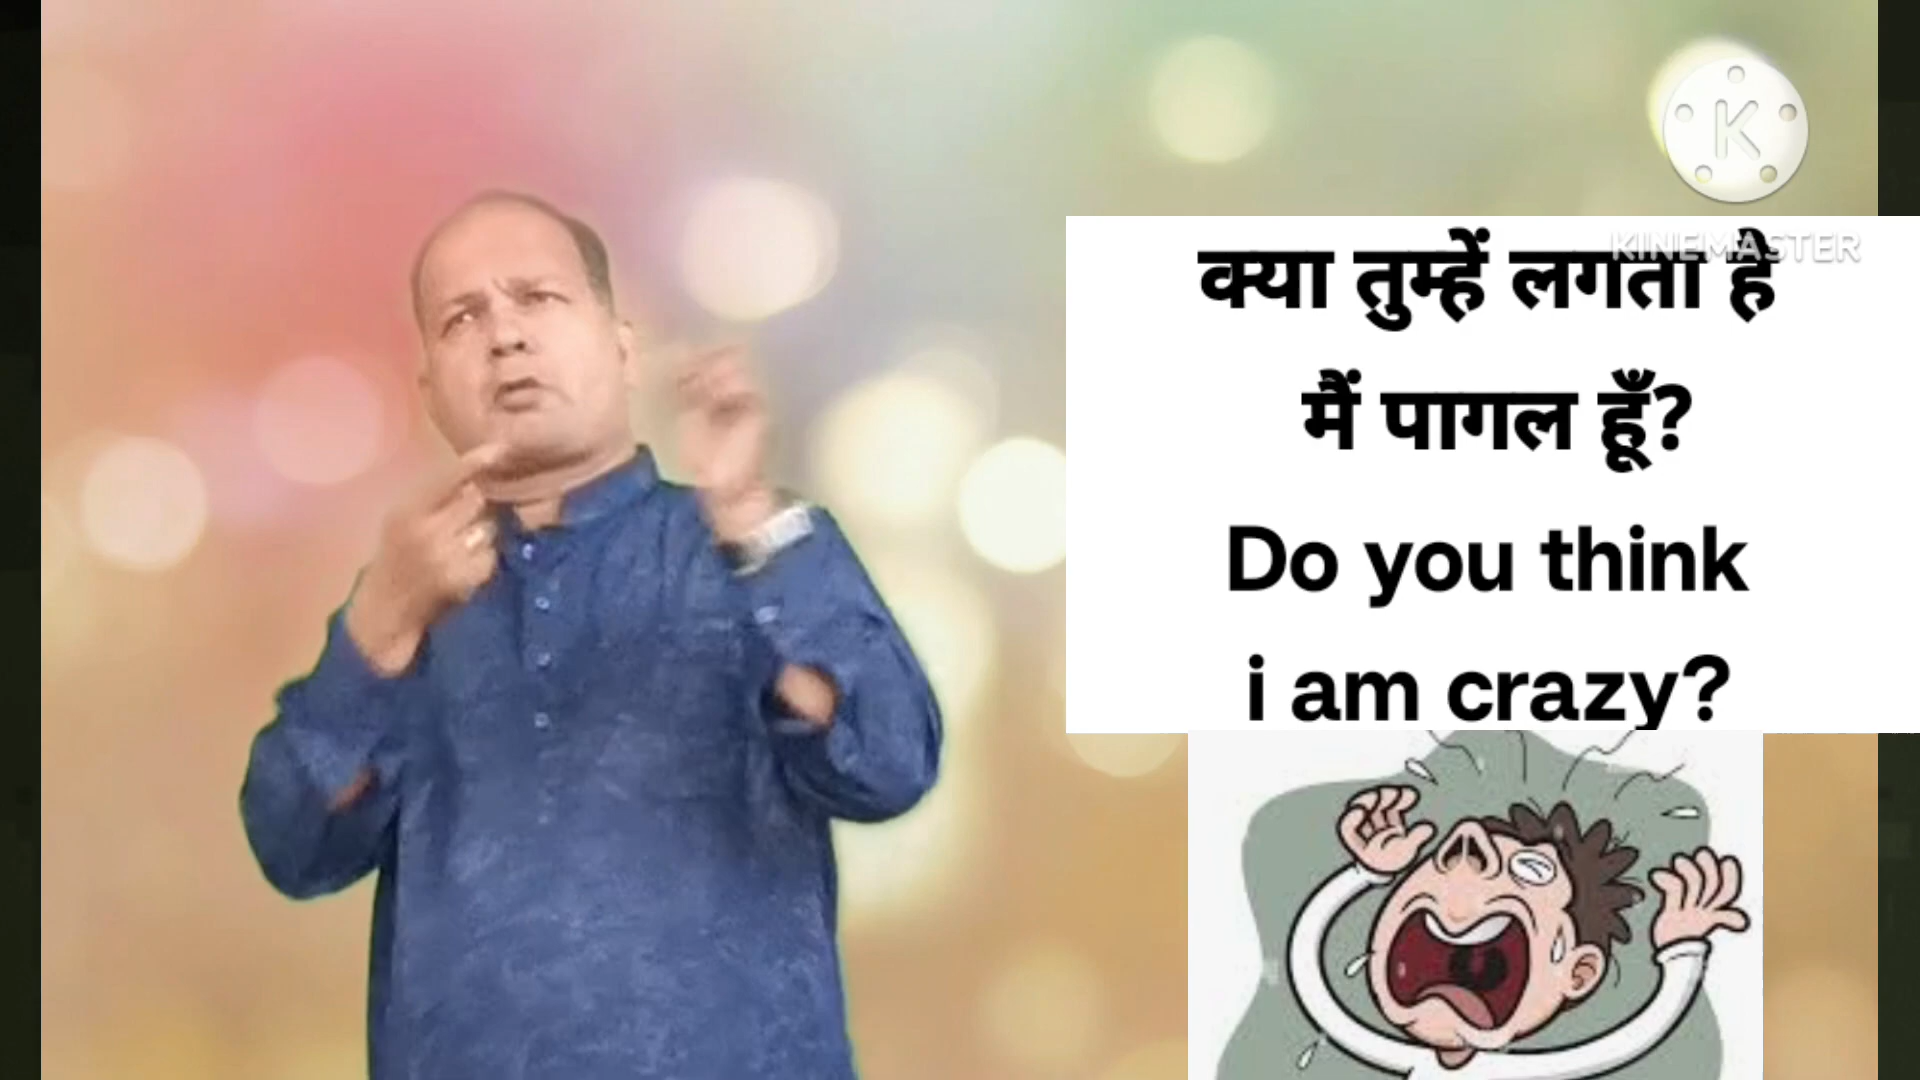 K
KINEMASTER
क्या तुम्हें लगता है
मैं पागल हूँ?
Do you think
i am crazy?